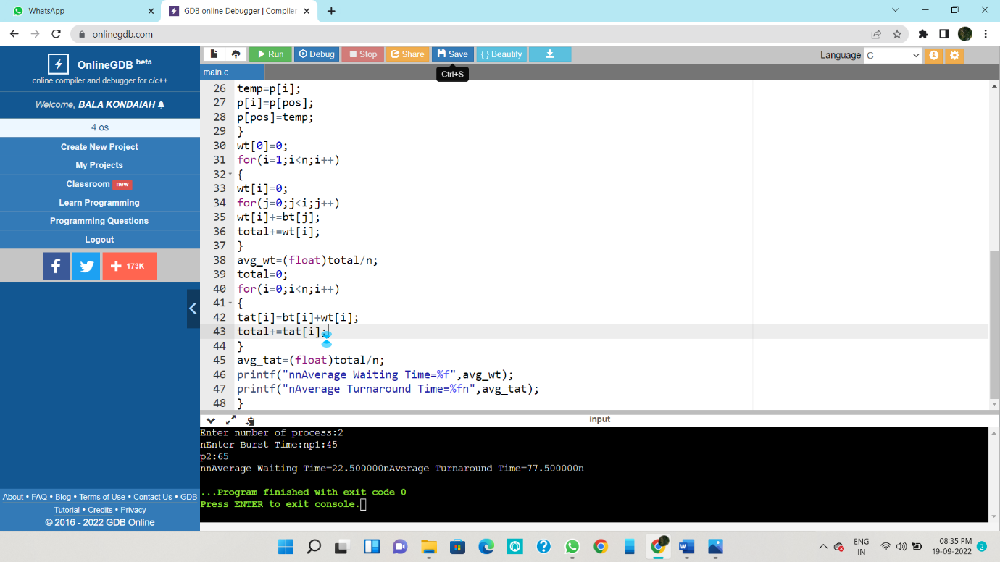 WhatsApp
GDB online Debugger | Compiler
onlinegdb.com
OnlineGDB beta
online compiler and debugger for c/c++
Welcome, BALA KONDAIAH
4 os
Create New Project
My Projects
Classroom new
Learn Programming
Programming Questions
Logout
173K
About • FAQ • Blog • Terms of Use • Contact Us • GDB
Tutorial • Credits • Privacy
© 2016 - 2022 GDB Online
Run Debug Stop Share Save { } Beautify
Language C
main.c
Ctrl+S
26 temp=p[i];
27 p[i]=p[pos];
28 p[pos]=temp;
29 }
30 wt[0]=0;
31 for(i=1;i<n;i++)
32 {
33 wt[i]=0;
34 for(j=0;j<i;j++)
35 wt[i]+=bt[j];
36 total+=wt[i];
37 }
38 avg_wt=(float)total/n;
39 total=0;
40 for(i=0;i<n;i++)
41 {
42 tat[i]=bt[i]+wt[i];
43 total+=tat[i];
44 }
45 avg_tat=(float)total/n;
46 printf("nnAverage Waiting Time=%f",avg_wt);
47 printf("nAverage Turnaround Time=%fn",avg_tat);
48 }
input
Enter number of process:2
nEnter Burst Time:np1:45
p2:65
nnAverage Waiting Time=22.500000nAverage Turnaround Time=77.500000n
...Program finished with exit code 0
Press ENTER to exit console.
ENG
IN
08:35 PM
19-09-2022
2